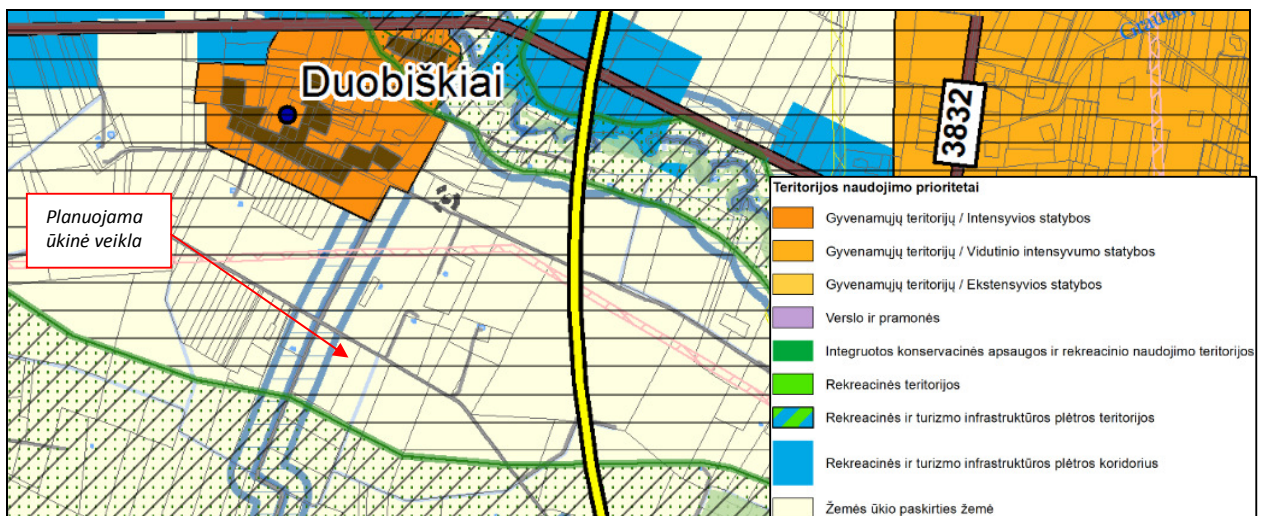 Duobiškiai
3832
Planuojama
ūkinė veikla
Teritorijos naudojimo prioritetai
Gyvenamųjų teritorijų / Intensyvios statybos
Gyvenamųjų teritorijų / Vidutinio intensyvumo statybos
Gyvenamųjų teritorijų / Ekstensyvios statybos
Verslo ir pramonės
Integruotos konservacinės apsaugos ir rekreacinio naudojimo teritorijos
Rekreacinės teritorijos
Rekreacinės ir turizmo infrastruktūros plėtros teritorijos
Rekreacinės ir turizmo infrastruktūros plėtros koridorius
Žemės ūkio paskirties žemė